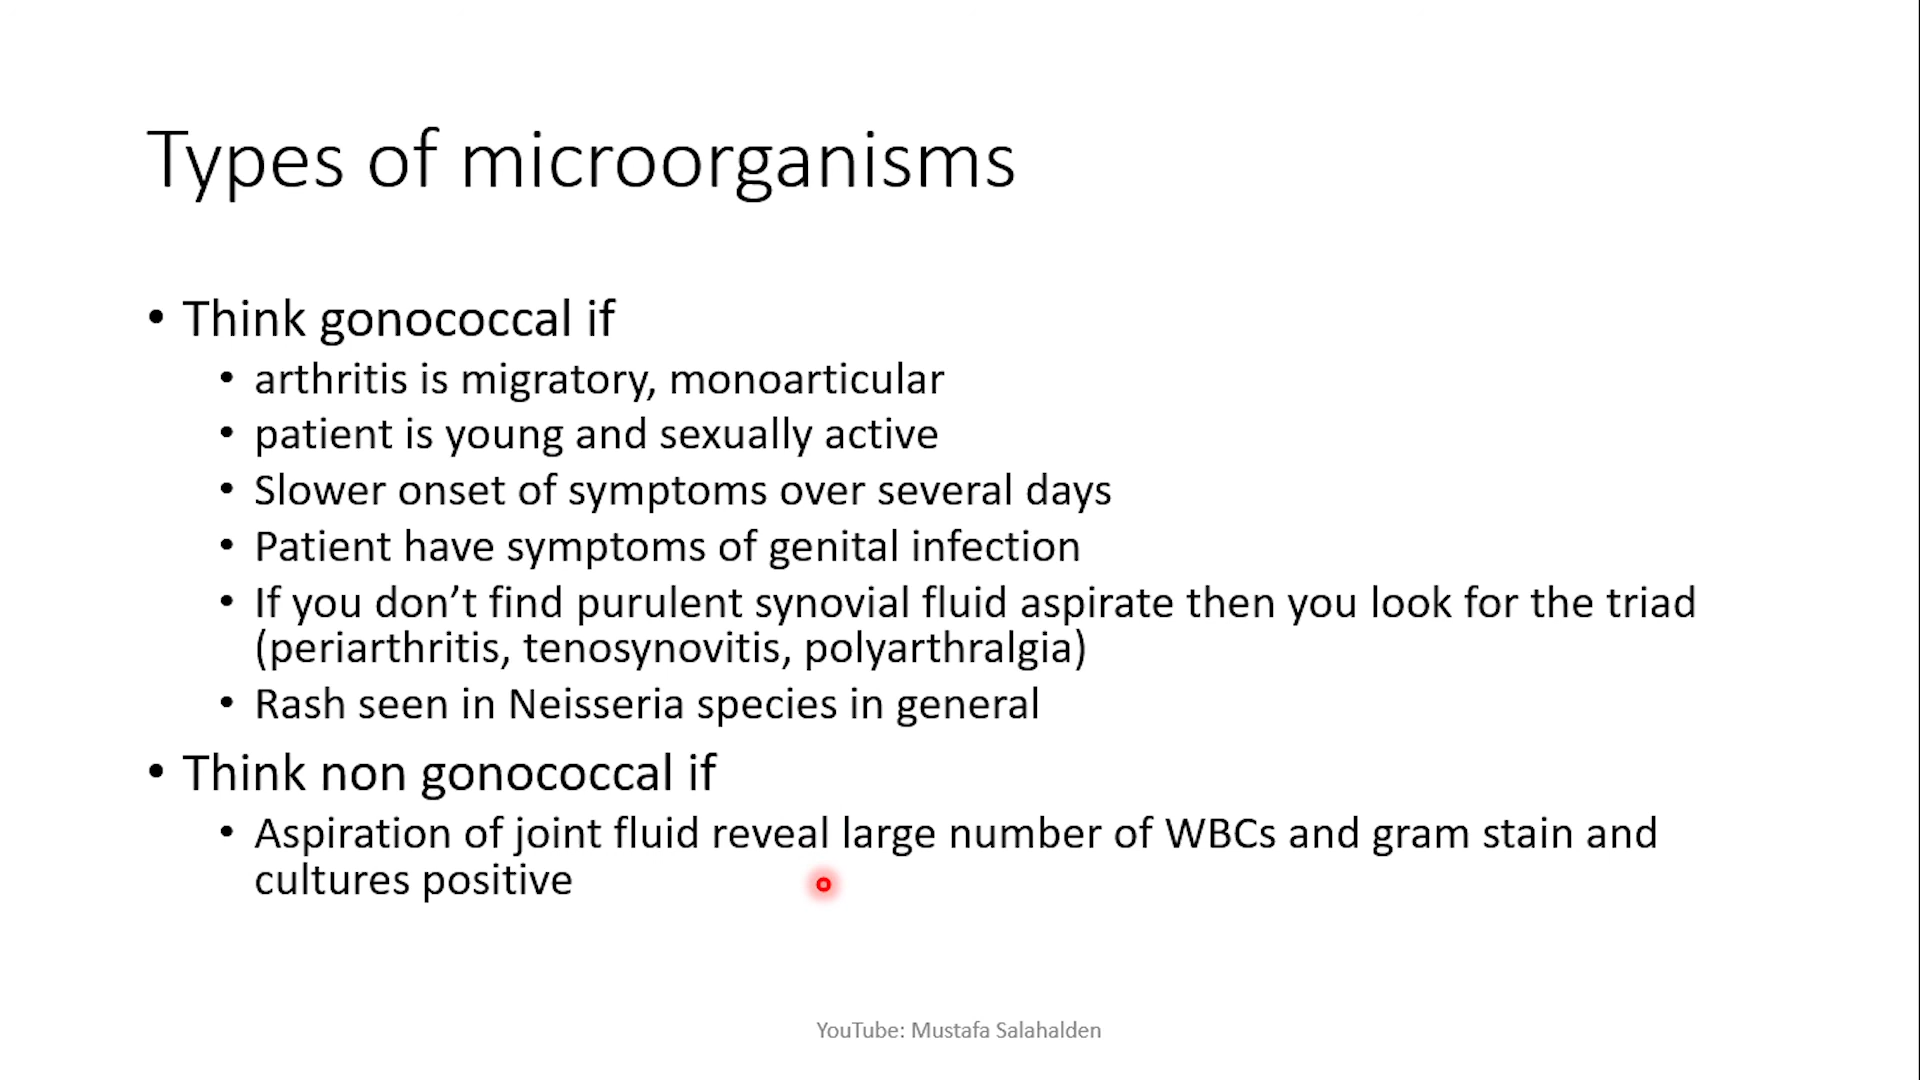 Types of microorganisms
• Think gonococcal if
• arthritis is migratory, monoarticular
• patient is young and sexually active
• Slower onset of symptoms over several days
• Patient have symptoms of genital infection
• If you don’t find purulent synovial fluid aspirate then you look for the triad
(periarthritis, tenosynovitis, polyarthralgia)
• Rash seen in Neisseria species in general
• Think non gonococcal if
• Aspiration of joint fluid reveal large number of WBCs and gram stain and
cultures positive
YouTube: Mustafa Salahalden